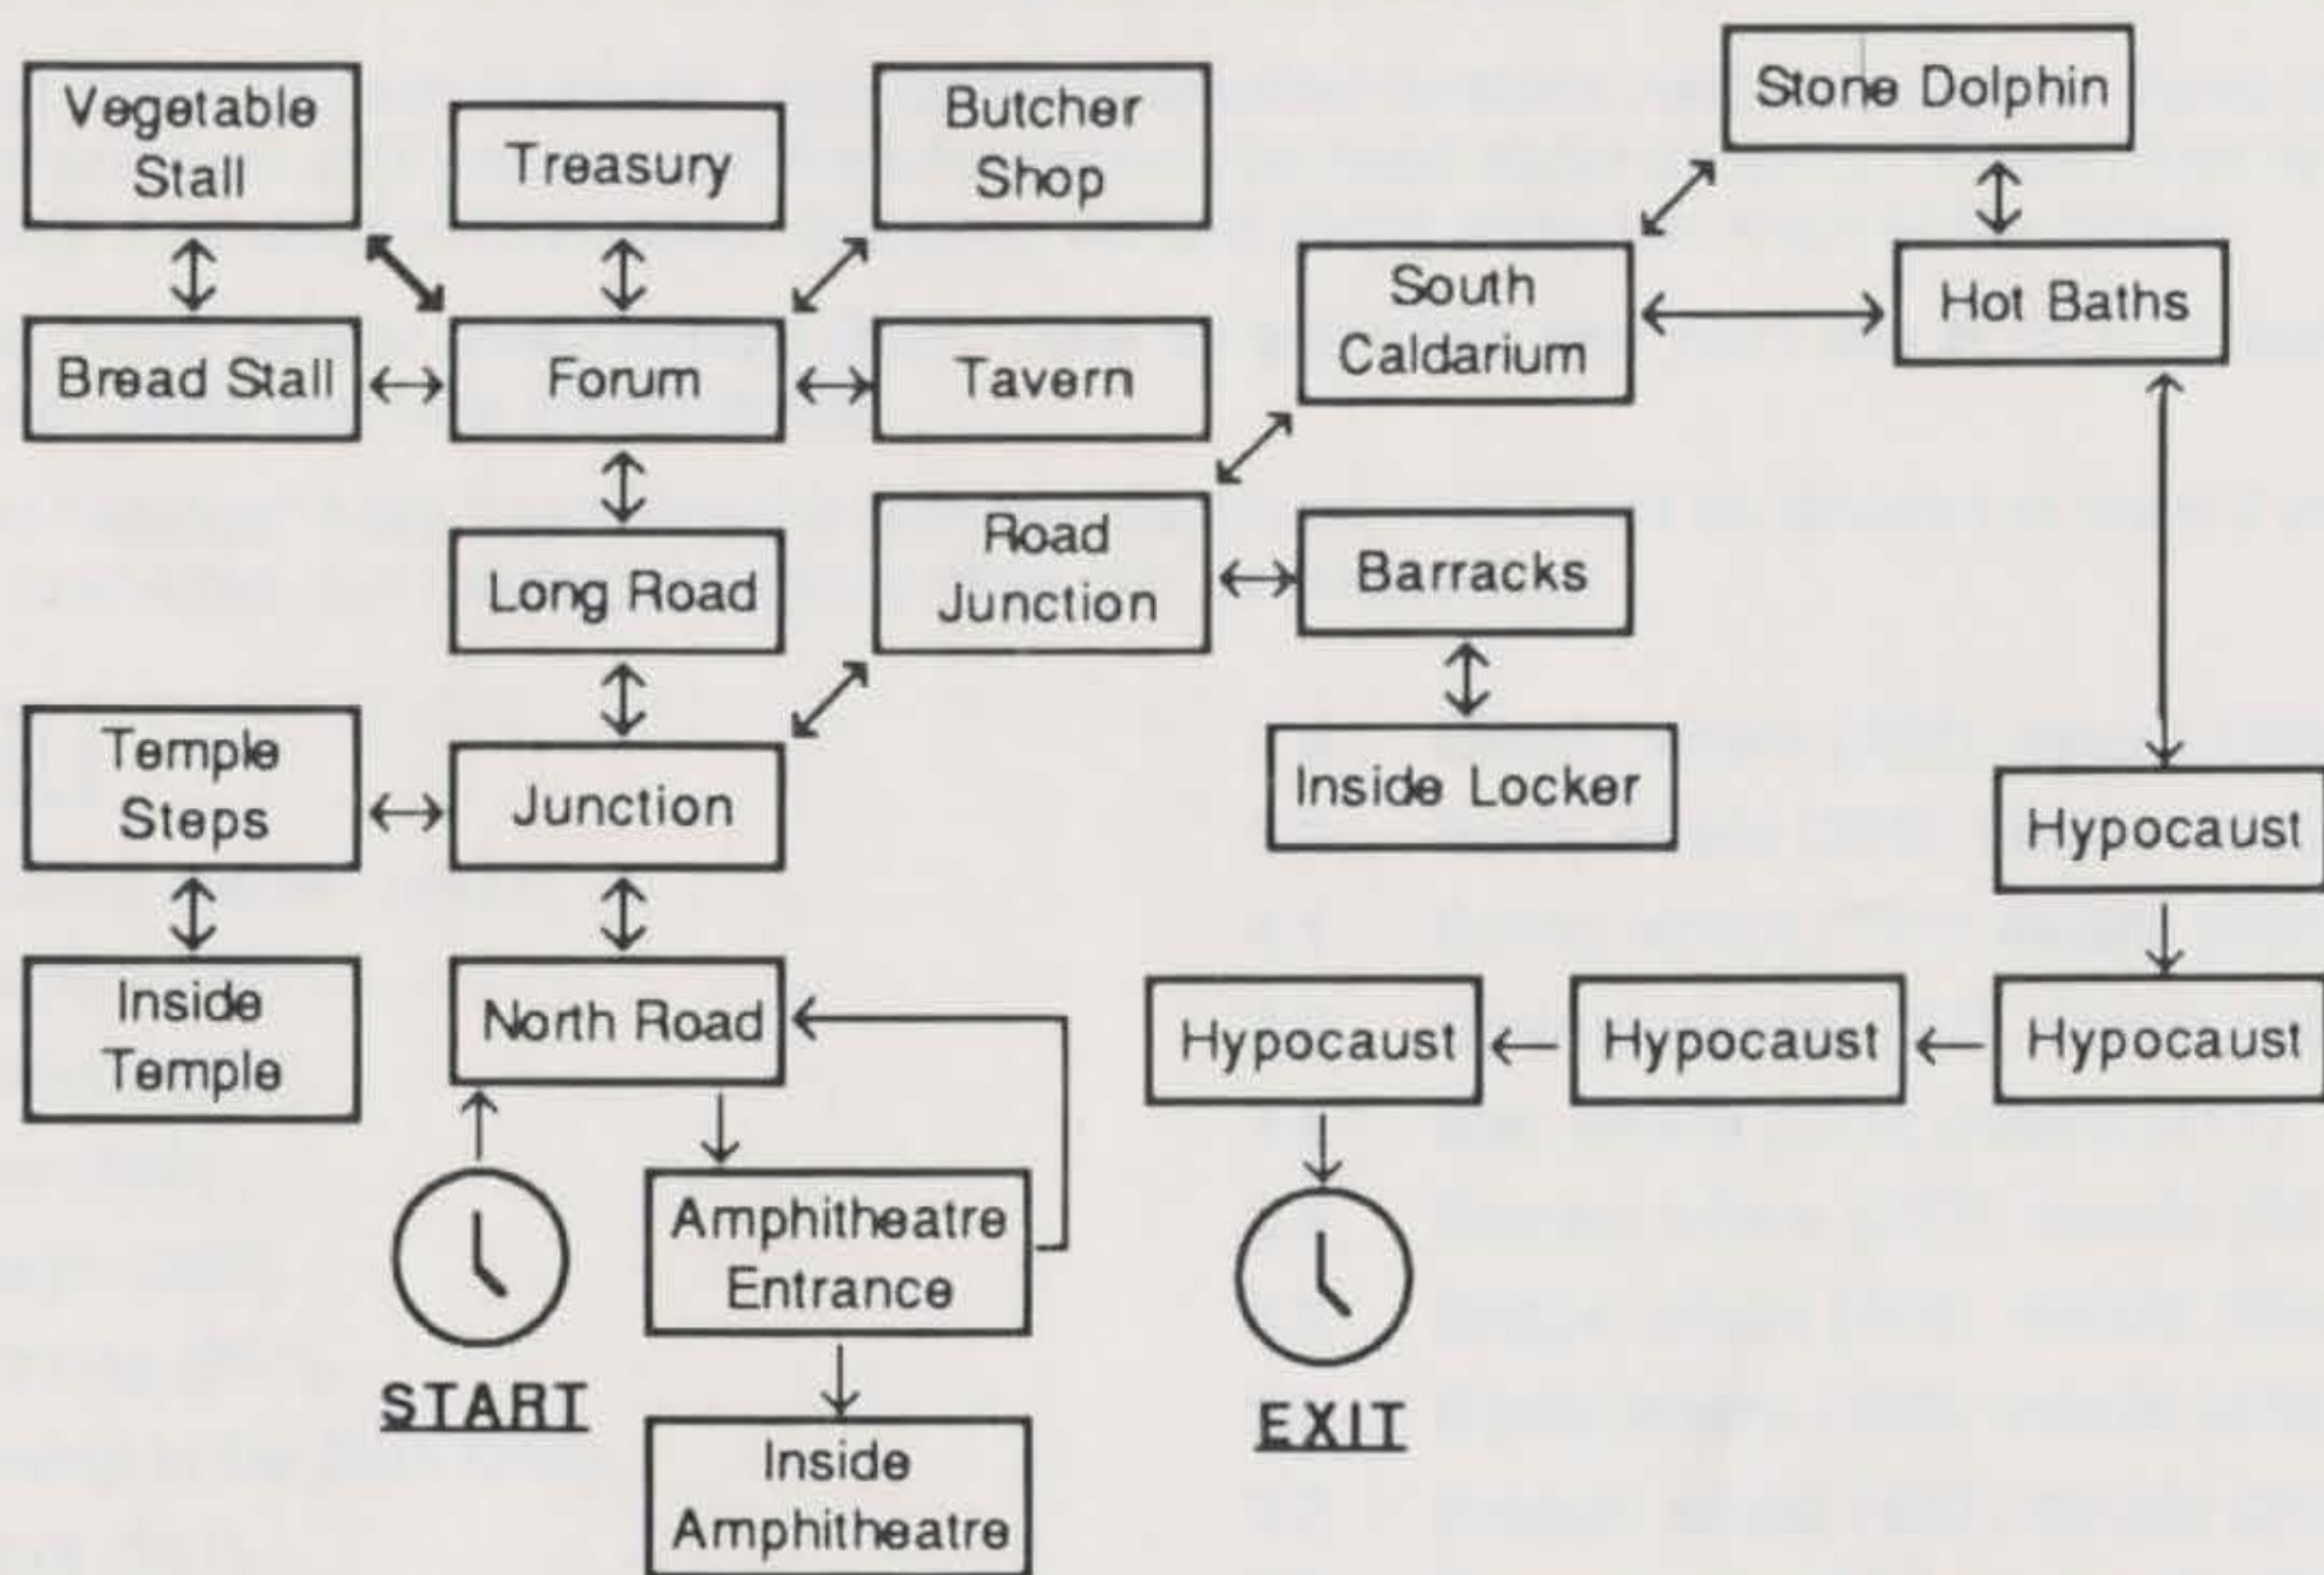 Stone Dolphin
Vegetable
Stall
Treasury
Butcher
Shop
South
Caldarium
Hot Baths
Bread Stall
Forum
Tavern
Long Road
Road
Junction
Barracks
Temple
Steps
Junction
Inside Locker
Hypocaust
Inside
Temple
North Road
Hypocaust
Hypocaust
Hypocaust
Amphitheatre
Entrance
START
EXIT
Inside
Amphitheatre